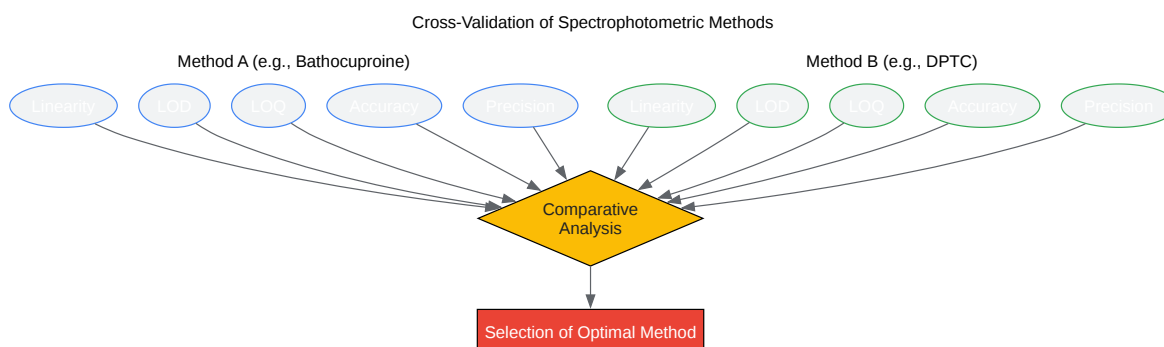 Cross-Validation of Spectrophotometric Methods
Method A (e.g., Bathocuproine)
Method B (e.g., DPTC)
Linearity
LOD
LOQ
Accuracy
Precision
Linearity
LOD
LOQ
Accuracy
Precision
Comparative
Analysis
Selection of Optimal Method